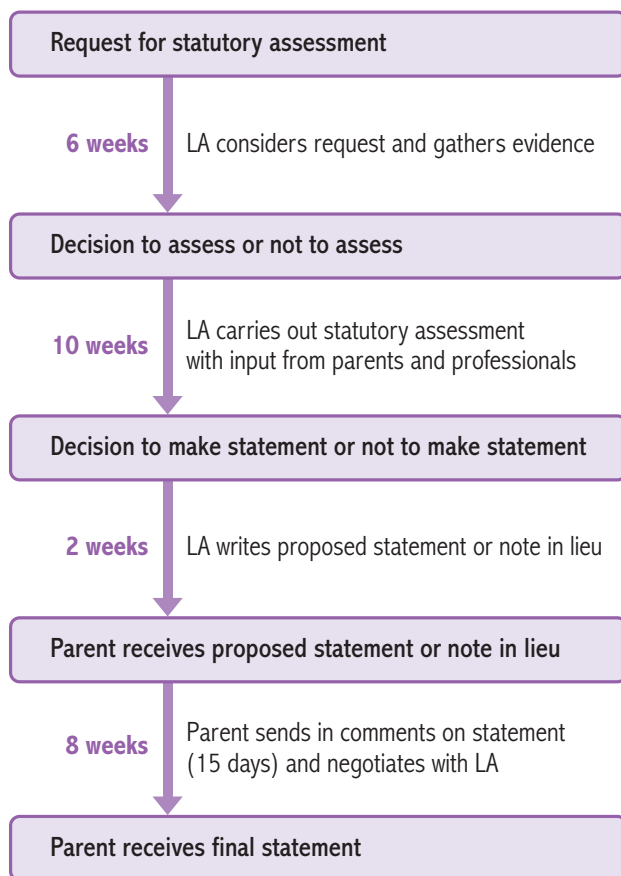 Request for statutory assessment
6 weeks LA considers request and gathers evidence
Decision to assess or not to assess
10 weeks LA carries out statutory assessment
with input from parents and professionals
Decision to make statement or not to make statement
2 weeks LA writes proposed statement or note in lieu
Parent receives proposed statement or note in lieu
8 weeks Parent sends in comments on statement
(15 days) and negotiates with LA
Parent receives final statement